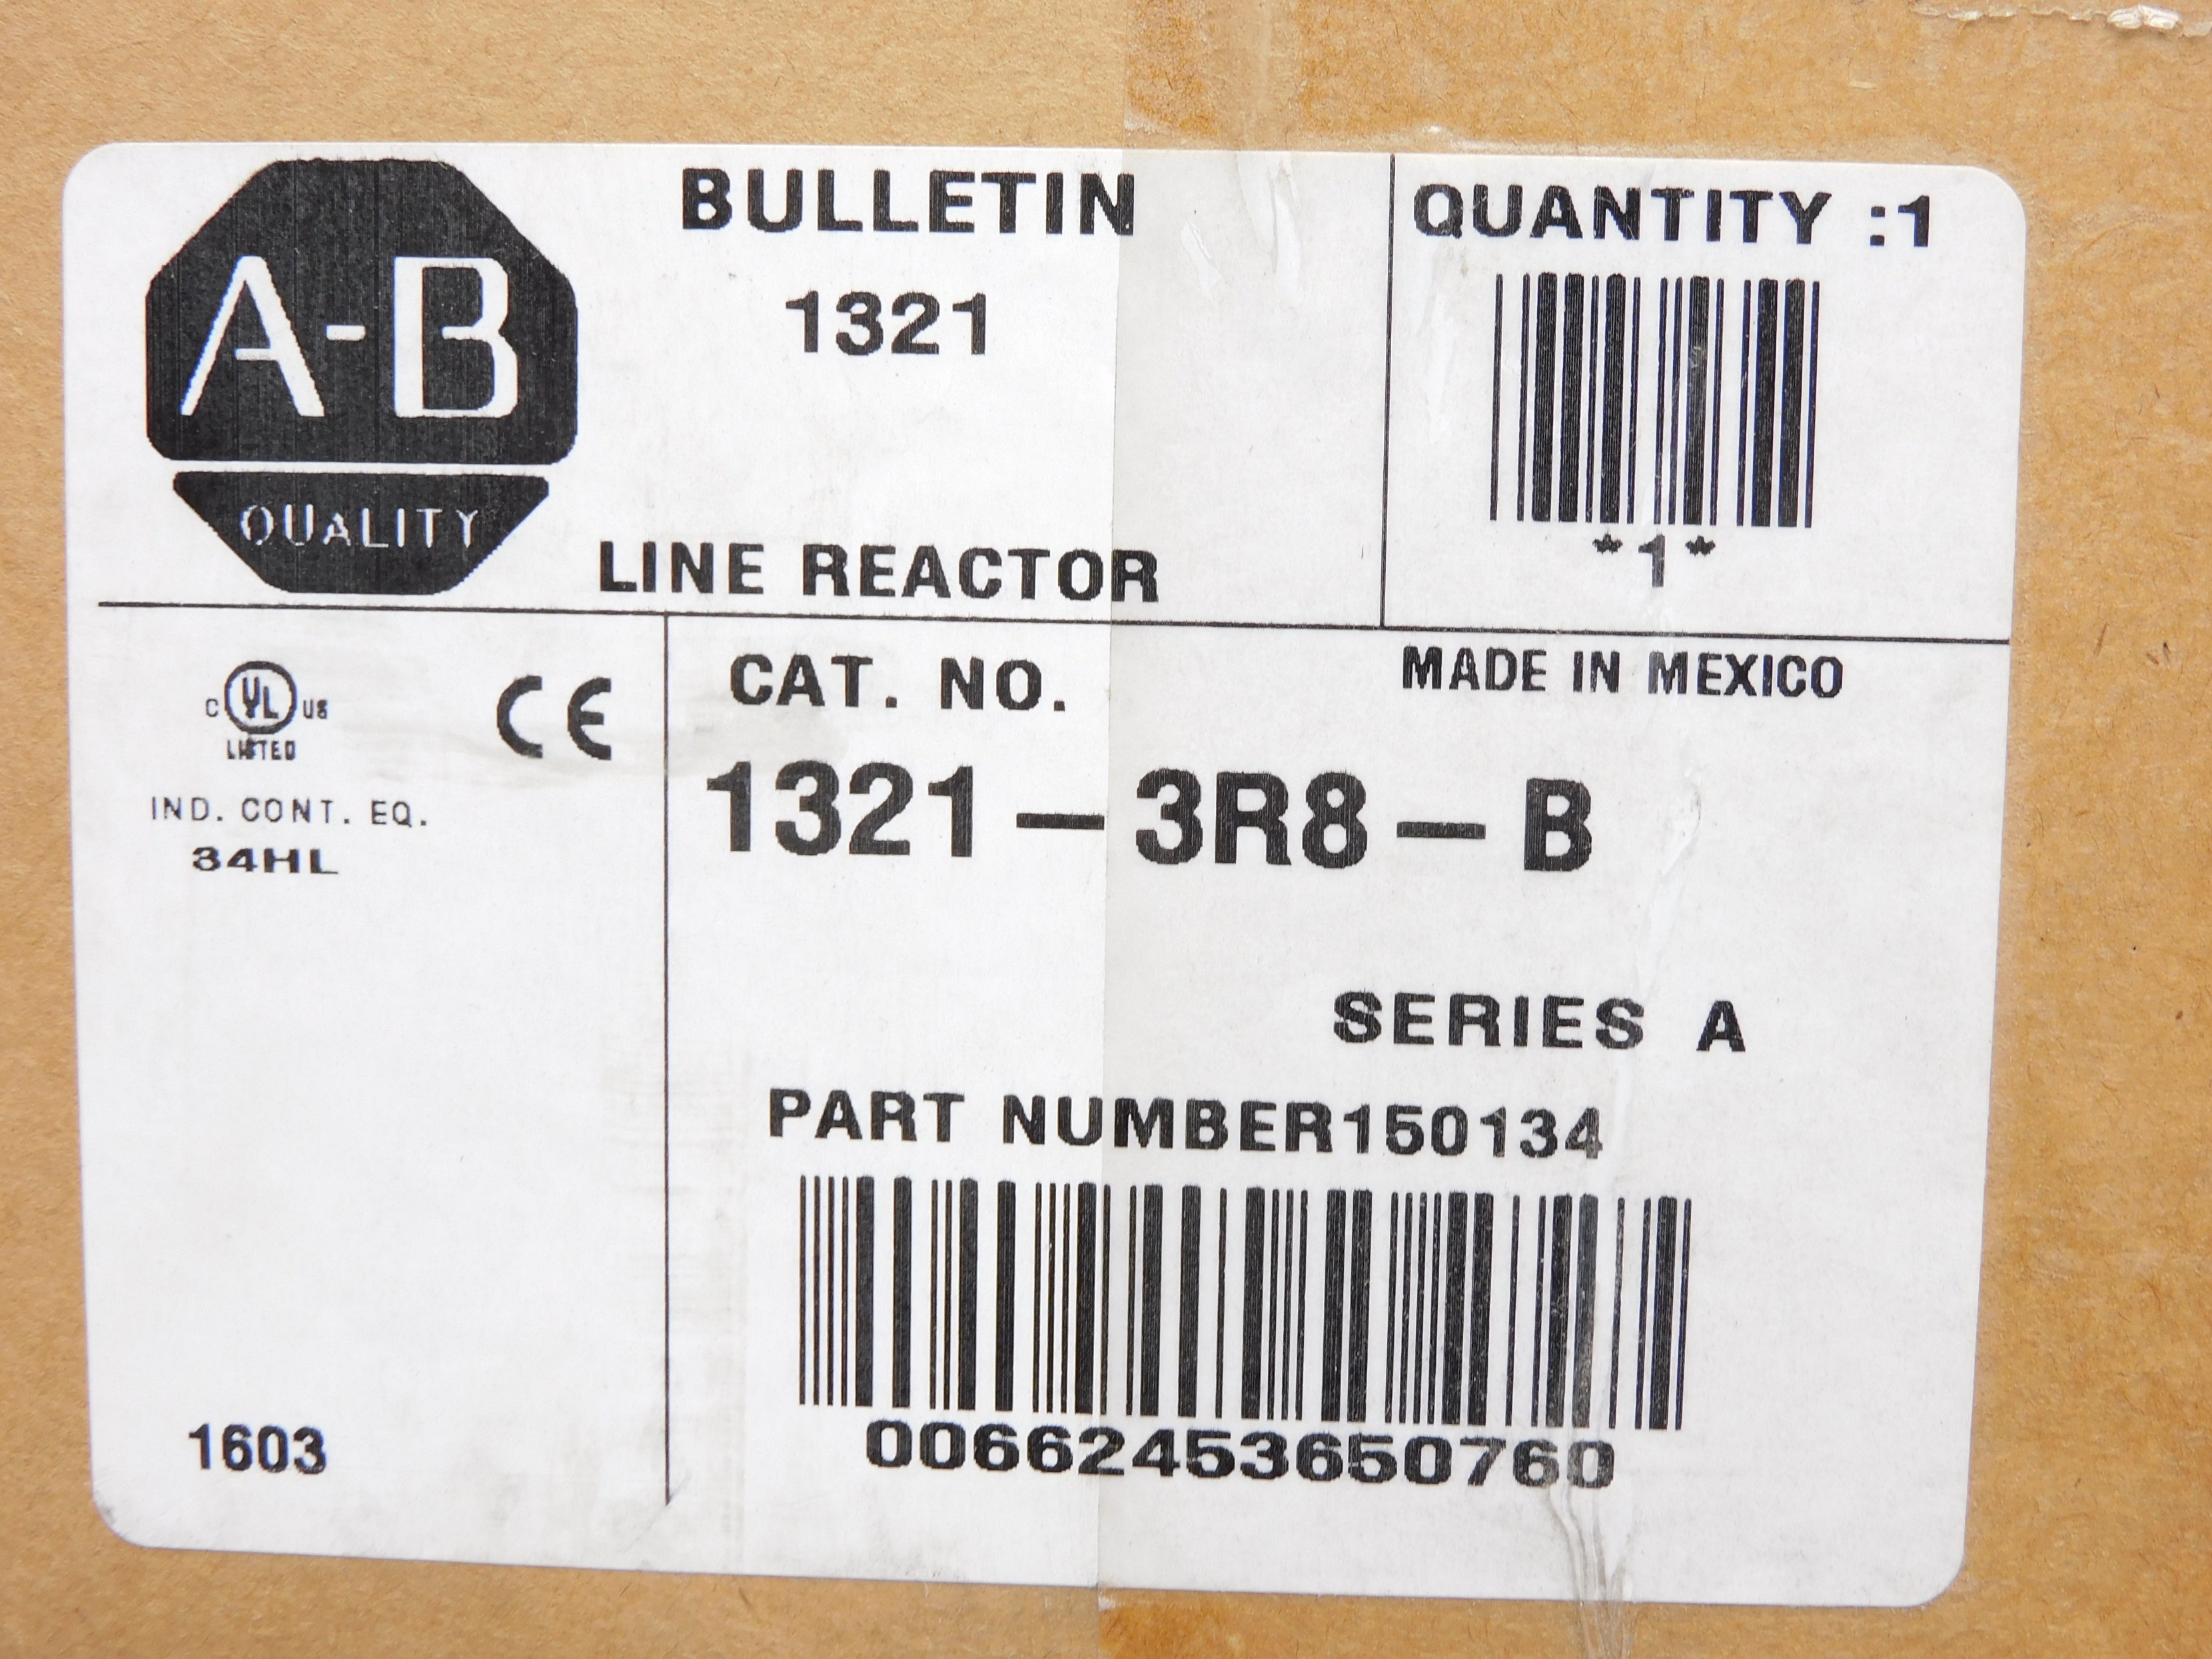 A-B
QUALITY
BULLETIN
1321
LINE REACTOR
QUANTITY :1
*1*
C UL US
LISTED
CE
IND. CONT. EQ.
34HL
1603
CAT. NO.
MADE IN MEXICO
1321-3R8-B
SERIES A
PART NUMBER150134
00662453650760